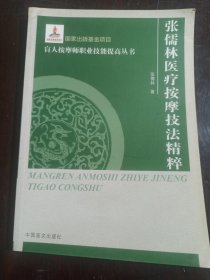 国家出版基金项目
盲人按摩师职业技能提高丛书
张儒林医疗按摩技法精粹
张儒林 著
MANGREN ANMOSHI ZHIYE JINENG
TIGAO CONGSHU
中国盲文出版社